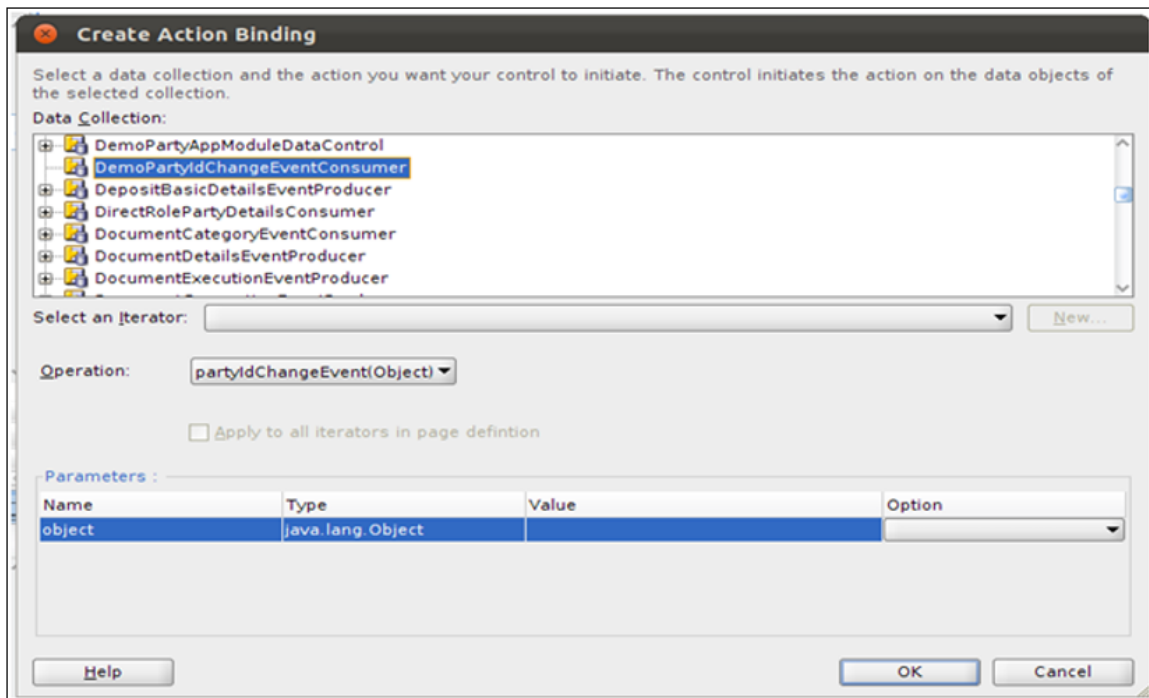 Create Action Binding
Select a data collection and the action you want your control to initiate. The control initiates the action on the data objects of
the selected collection.
Data Collection:
DemoPartyAppModuleDataControl
DemoPartyIdChangeEventConsumer
DepositBasicDetailsEventProducer
DirectRolePartyDetailsConsumer
DocumentCategoryEventConsumer
DocumentDetailsEventProducer
DocumentExecutionEventProducer
Select an Iterator:
New...
Operation:
partyIdChangeEvent(Object)
Apply to all iterators in page defintion
Parameters :
Name Type Value Option
object java.lang.Object
Help OK Cancel